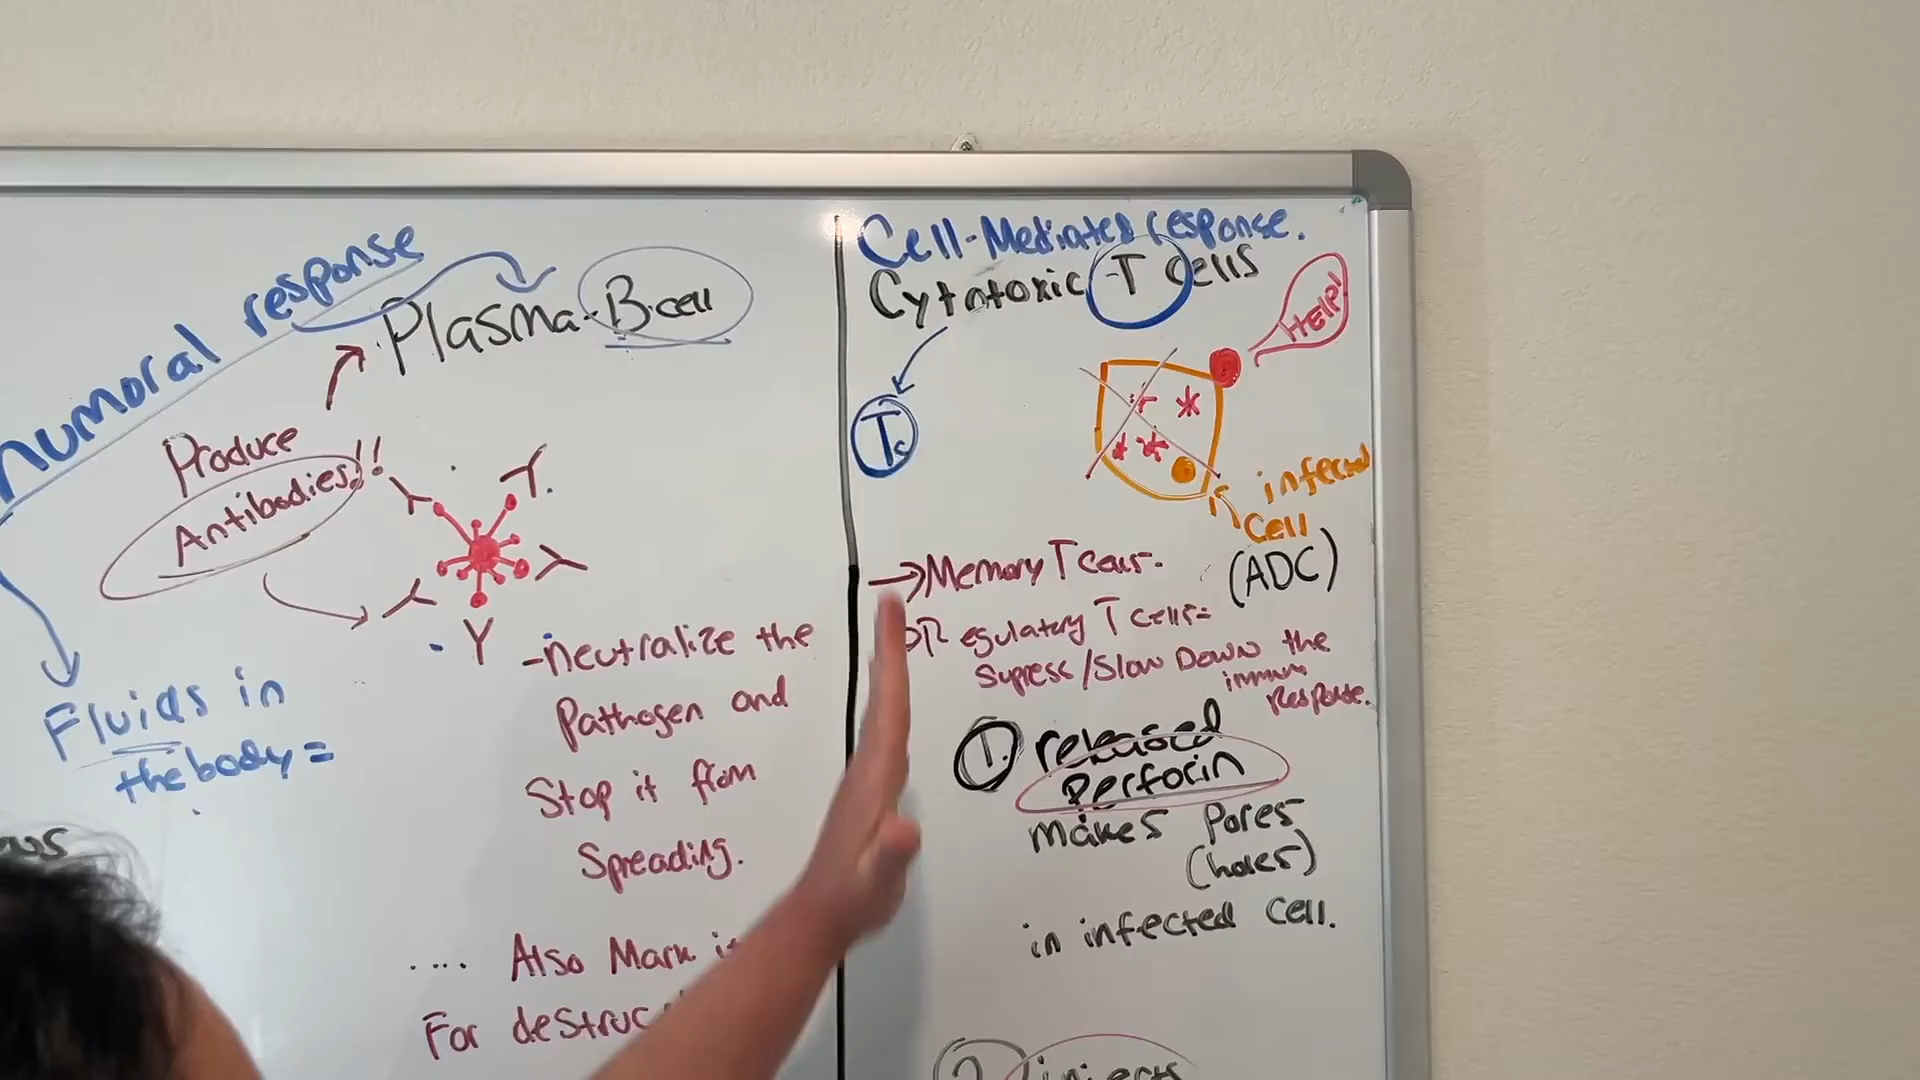 Humoral response
Plasma-B.cell
Produce
Antibodies!!
Fluids in
the body =
-neutralize the
Pathogen and
Stop it from
Spreading.
.... Also Mark
For destruc
Cell-Mediated response.
Cytotoxic T Cells
Help!
Tc
infected
Cell
(ADC)
→Memory T cells-
Regulatory T cells=
Supress/Slow Down the
immune
Response.
1. released
Perforin
makes Pores
(holes)
in infected cell.
2 injects